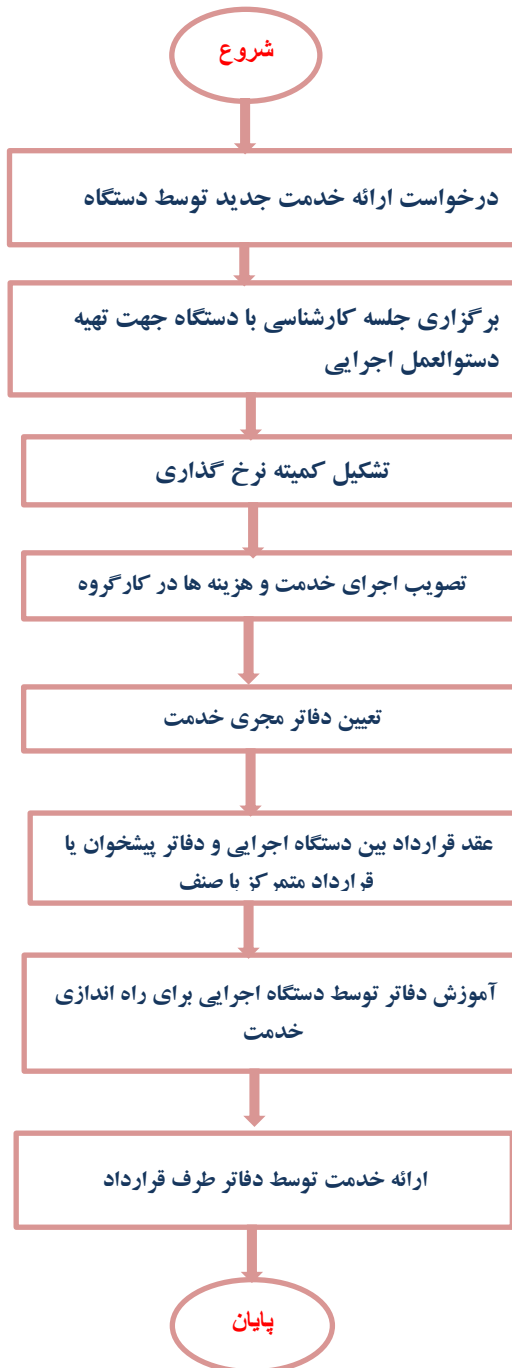 شروع
درخواست ارائه خدمت جدید توسط دستگاه
برگزاری جلسه کارشناسی با دستگاه جهت تهیه
دستوالعمل اجرایی
تشکیل کمیته نرخ گذاری
تصویب اجرای خدمت و هزینه ها در کارگروه
تعیین دفاتر مجری خدمت
عقد قرارداد بین دستگاه اجرایی و دفاتر پیشخوان یا
قرارداد متمرکز با صنف
آموزش دفاتر توسط دستگاه اجرایی برای راه اندازی
خدمت
ارائه خدمت توسط دفاتر طرف قرارداد
پایان